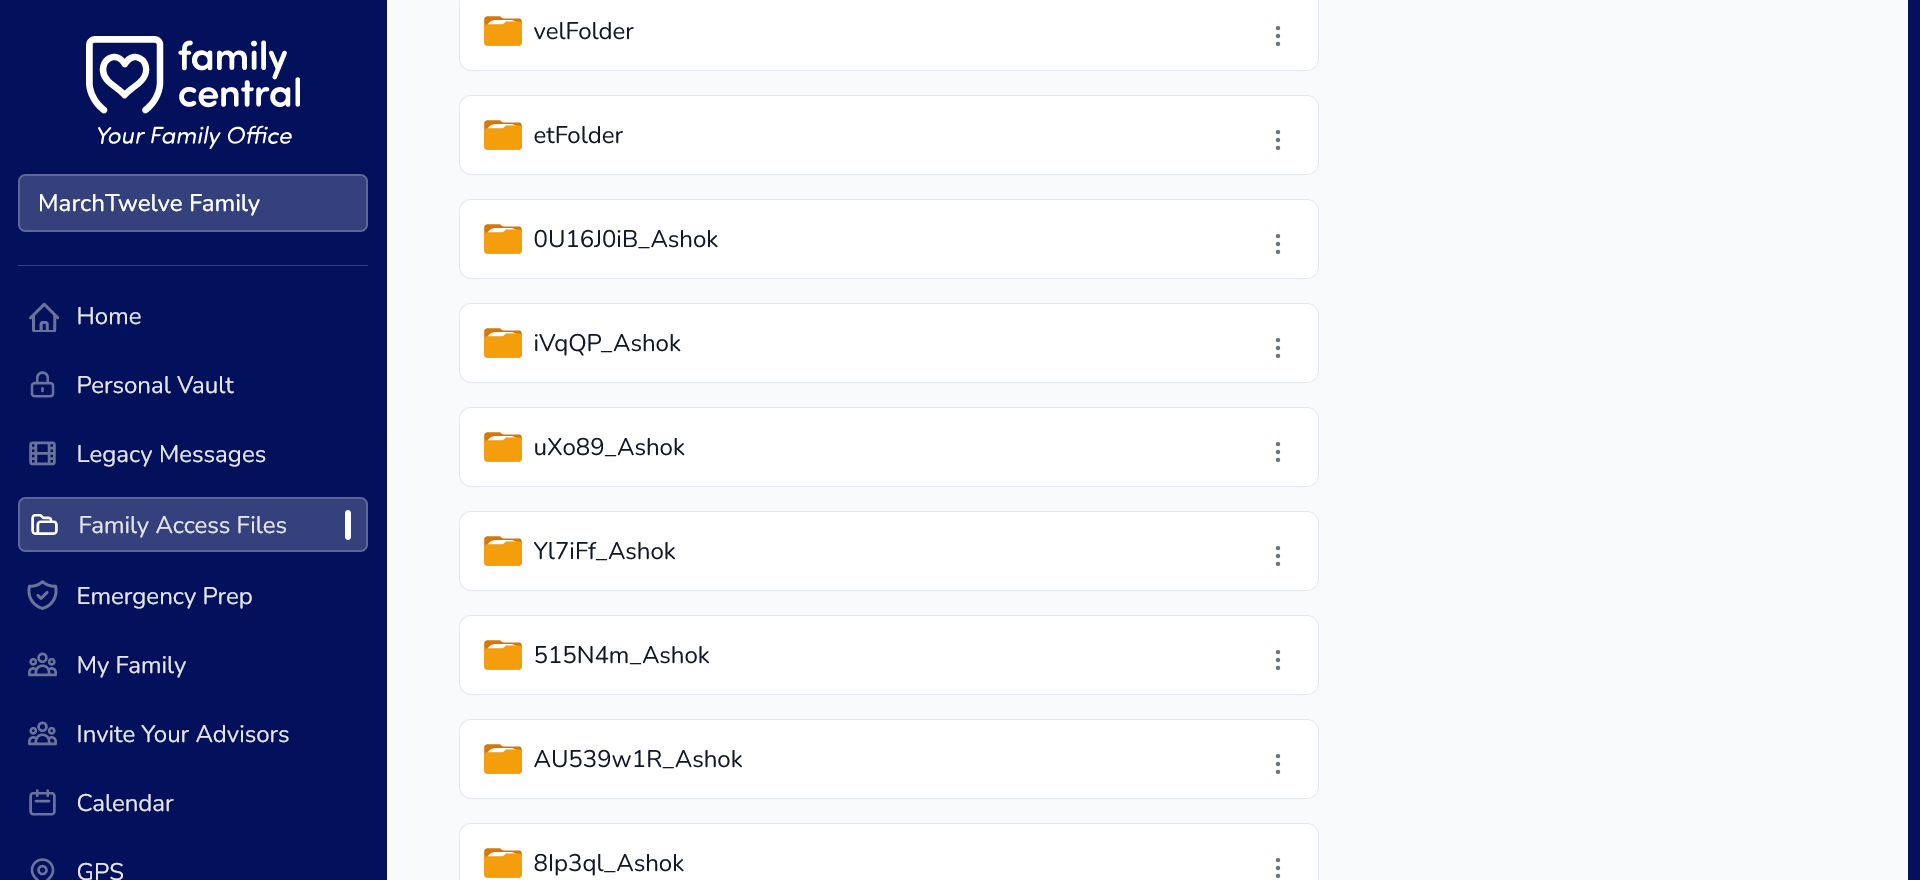 family
central
Your Family Office
MarchTwelve Family
Home
Personal Vault
Legacy Messages
Family Access Files
Emergency Prep
My Family
Invite Your Advisors
Calendar
GPS
velFolder
etFolder
0U16J0iB_Ashok
iVqQP_Ashok
uXo89_Ashok
Yl7iFf_Ashok
515N4m_Ashok
AU539w1R_Ashok
8Ip3ql_Ashok